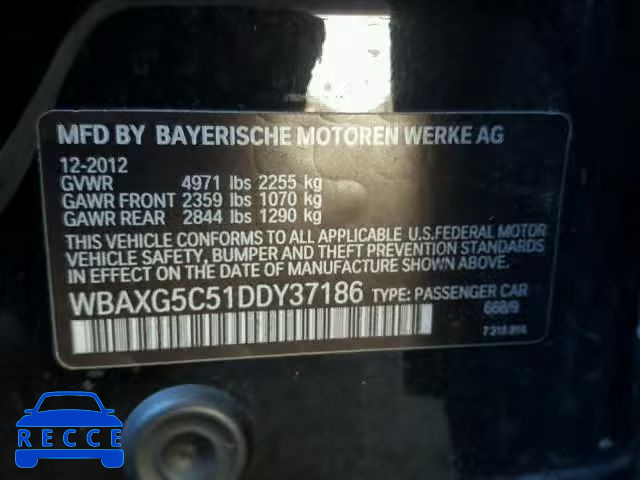 MFD BY BAYERISCHE MOTOREN WERKE AG
12-2012
GVWR 4971 lbs 2255 kg
GAWR FRONT 2359 lbs 1070 kg
GAWR REAR 2844 lbs 1290 kg
THIS VEHICLE CONFORMS TO ALL APPLICABLE U.S.FEDERAL MOTOR
VEHICLE SAFETY, BUMPER AND THEFT PREVENTION STANDARDS
IN EFFECT ON THE DATE OF MANUFACTURE SHOWN ABOVE.
WBAXG5C51DDY37186 TYPE: PASSENGER CAR
668/9
RECCE